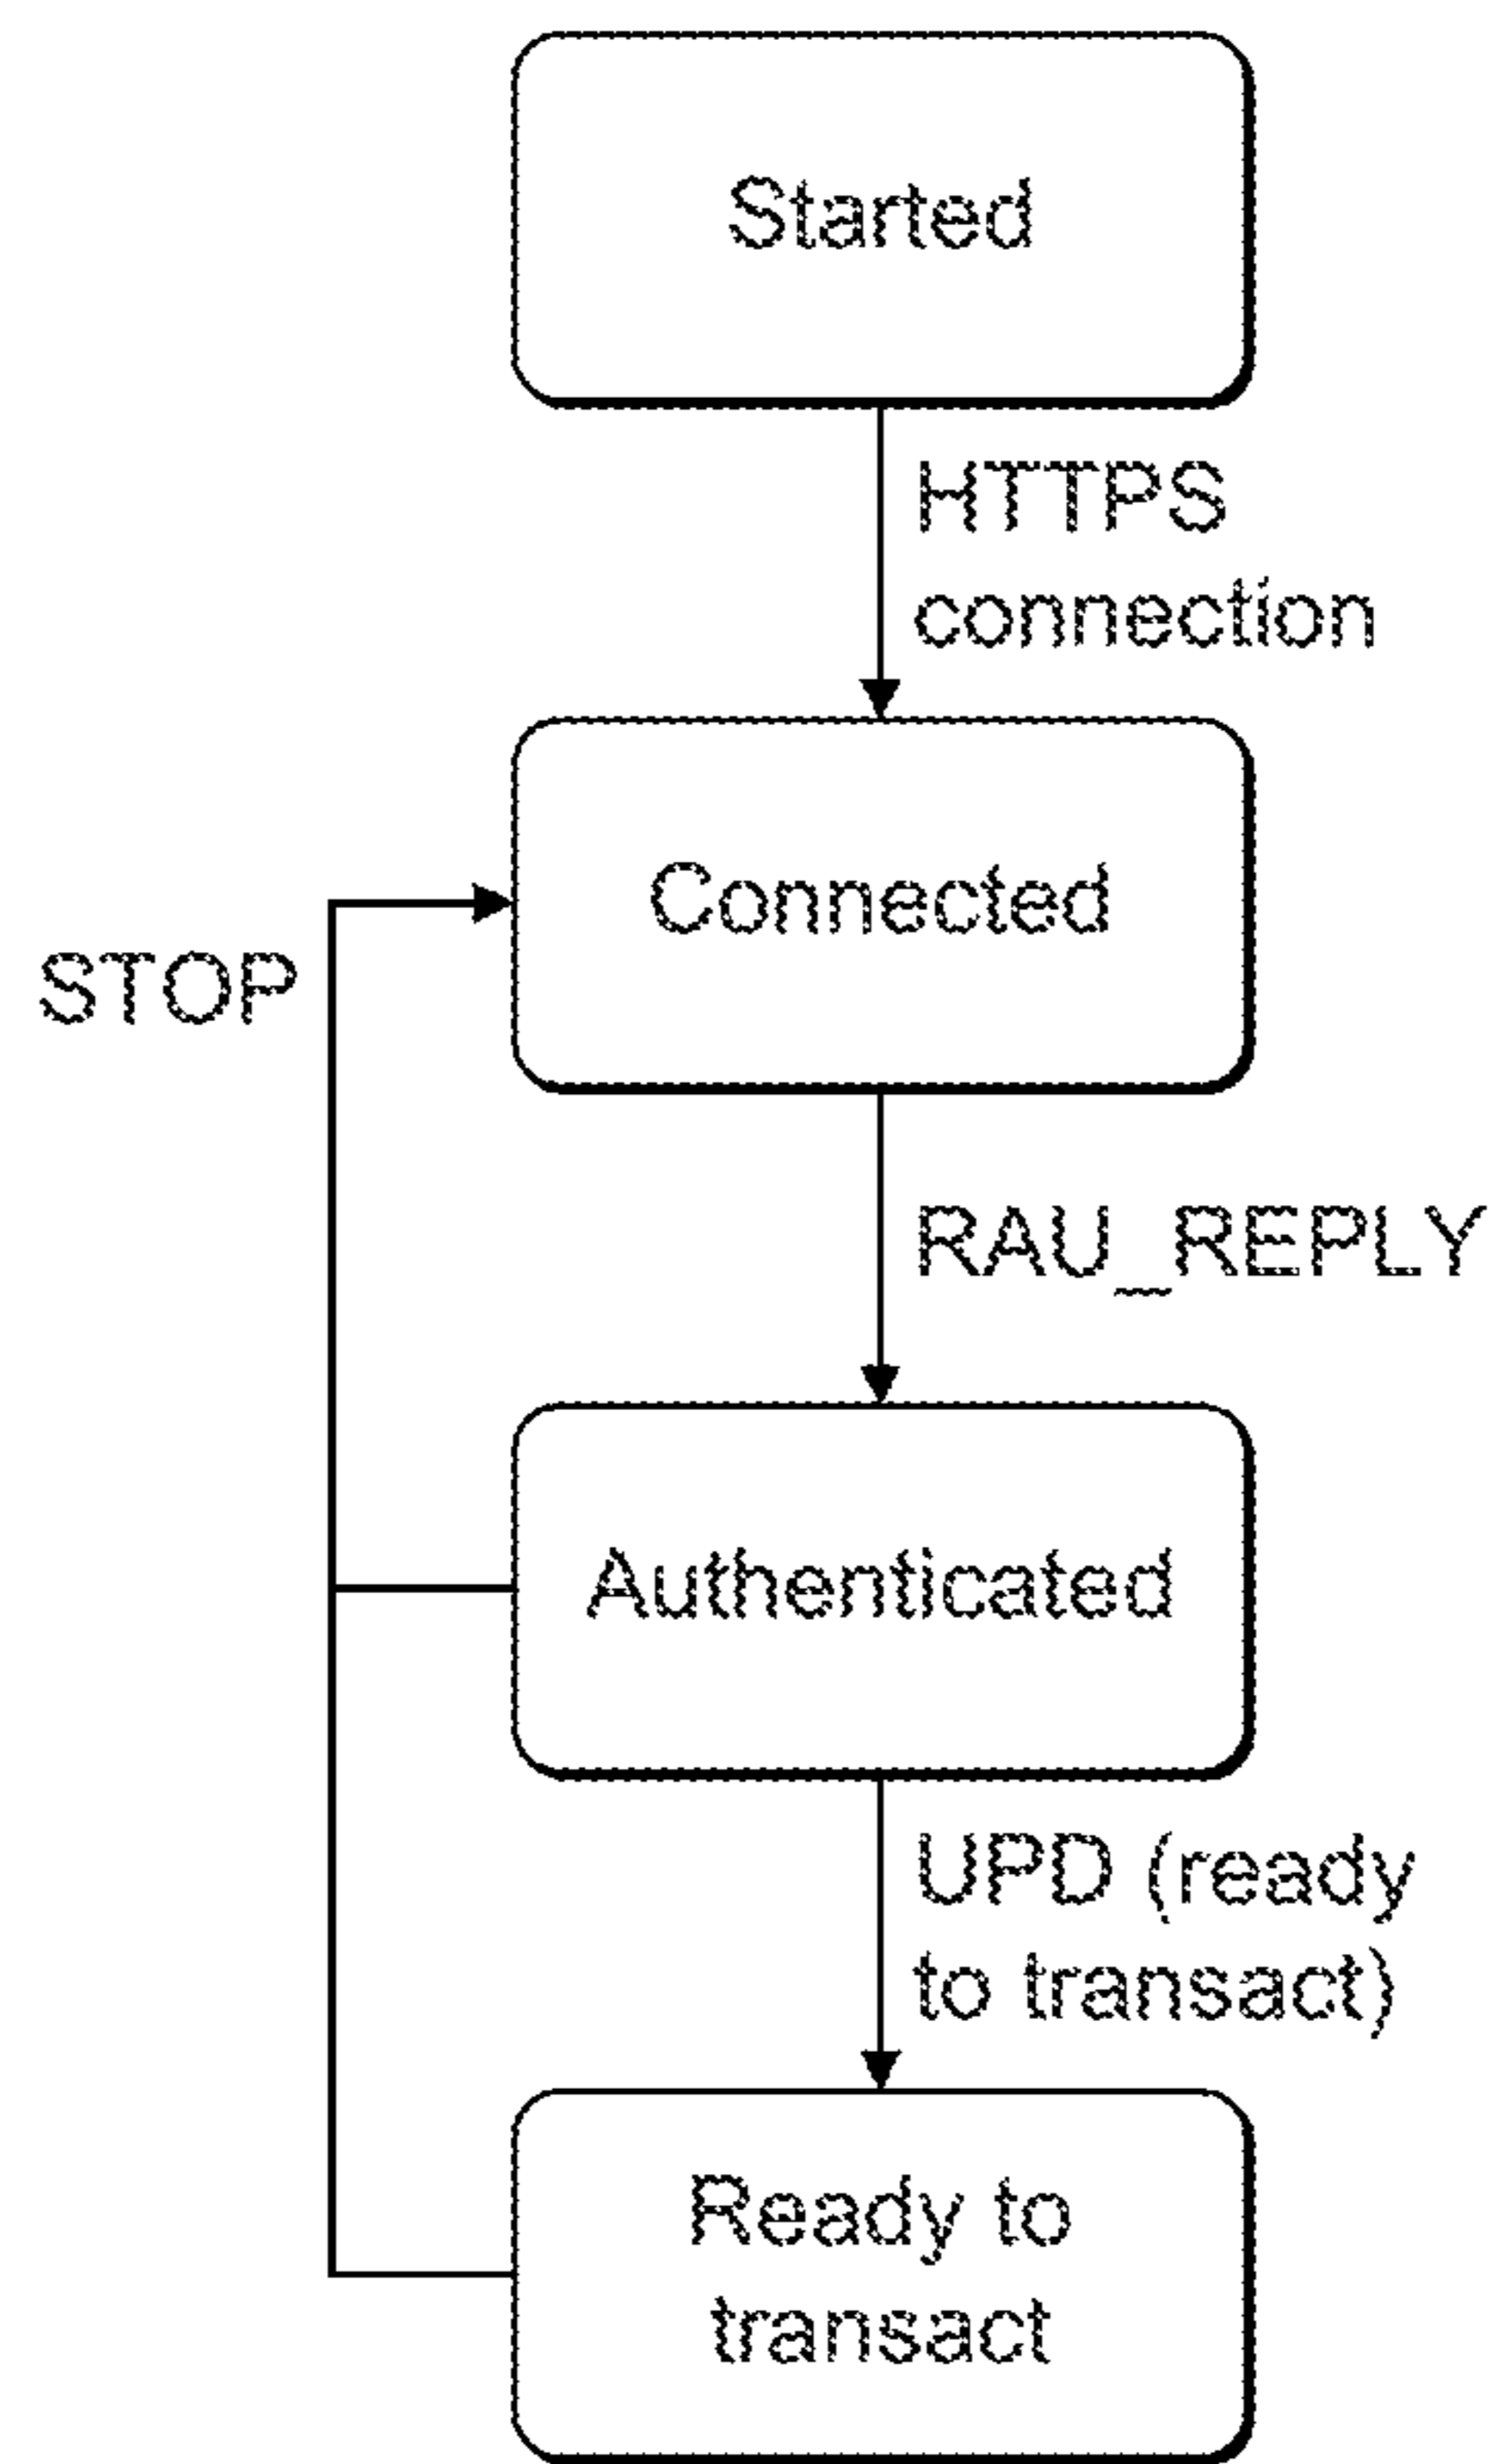 Started
HTTPS
connection
Connected
STOP
RAU_REPLY
Authenticated
UPD (ready
to transact)
Ready to
transact